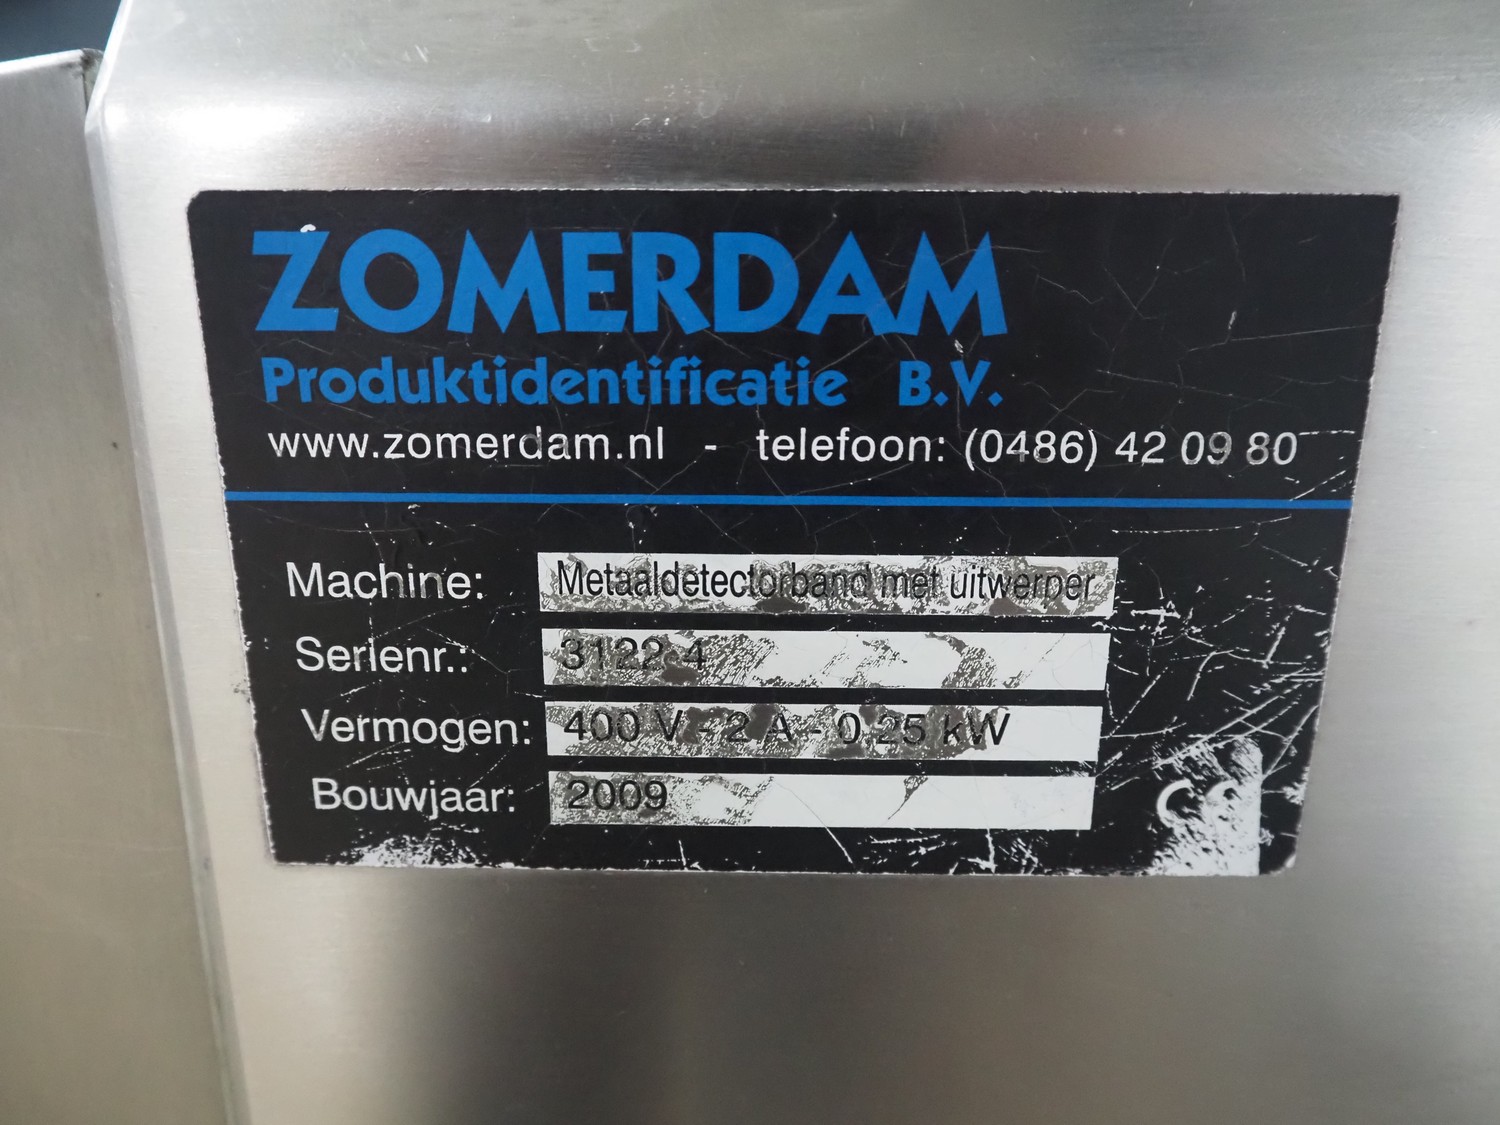 ZOMERDAM
Produktidentificatie B.V.
www.zomerdam.nl - telefoon: (0486) 42 09 80
Machine: Metaaldetectorband met uitwerper
Serienr.: 3122-4
Vermogen: 400 V - 2 A - 0,25 kW
Bouwjaar: 2009
CE